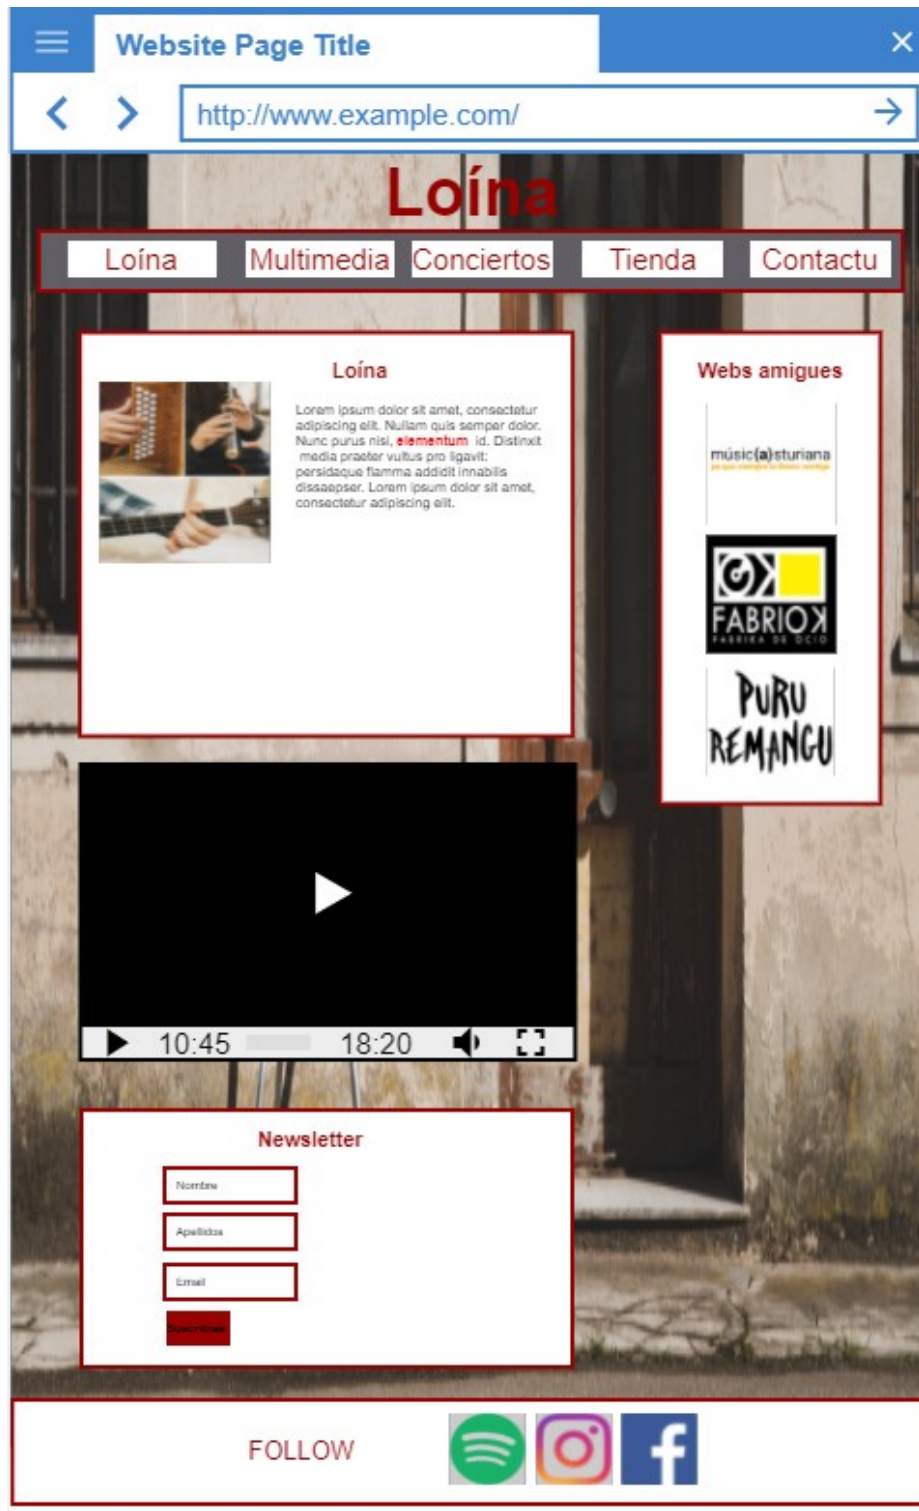 Website Page Title
http://www.example.com/
Loína
Loína
Multimedia
Conciertos
Tienda
Contactu
Loína
Lorem ipsum dolor sit amet, consectetur
adipiscing elit. Nullam quis semper dolor.
Nunc purus nisi, elementum id. Distinxit
media praeter vultus pro ligavit:
persidaque flamma addidit innabilis
dissaepser. Lorem ipsum dolor sit amet,
consectetur adipiscing elit.
Webs amigues
músic(a)sturiana
FABRIOK
FABRIKA DE OCIO
PURU
REMANGU
10:45
18:20
Newsletter
Nombre
Apellidos
Email
FOLLOW